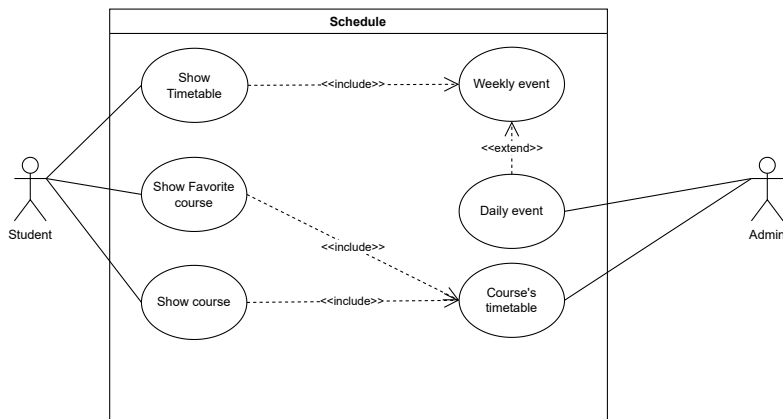 Schedule
Show
Timetable
<<include>>
Weekly event
<<extend>>
Show Favorite
course
Daily event
Student
Admin
<<include>>
Show course
<<include>>
Course's
timetable